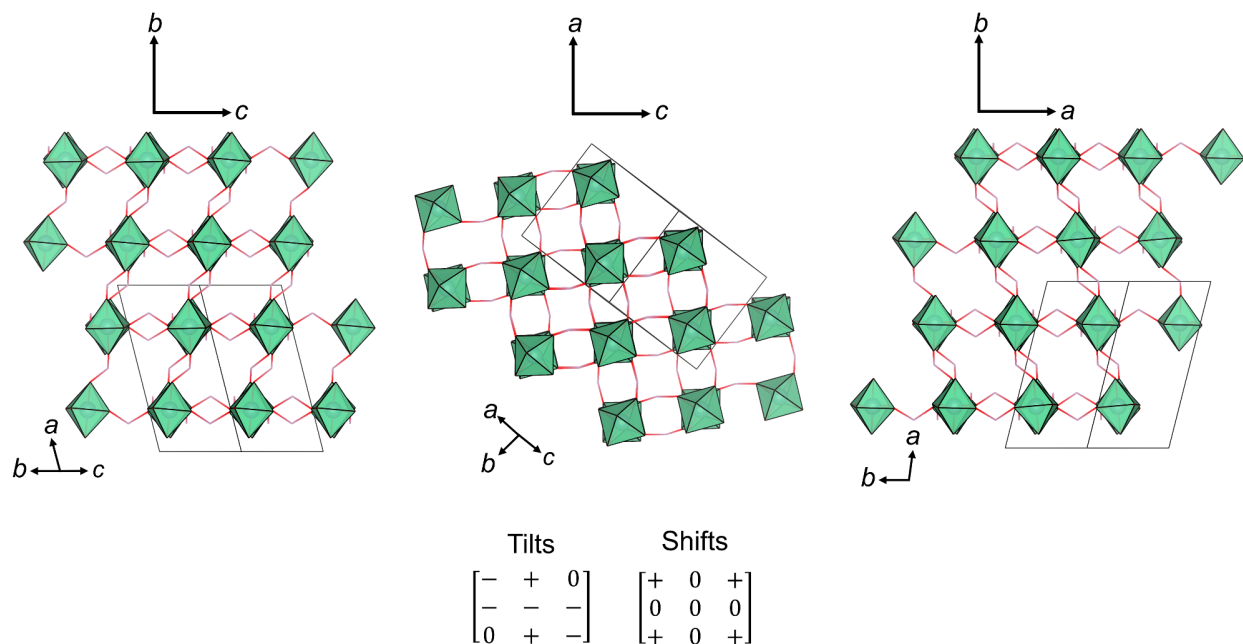 b
c
a
c
b
a
a
b
c
a
b
c
a
b
Tilts Shifts
[− + 0] [+ 0 +]
[− − −] [0 0 0]
[0 + −] [+ 0 +]